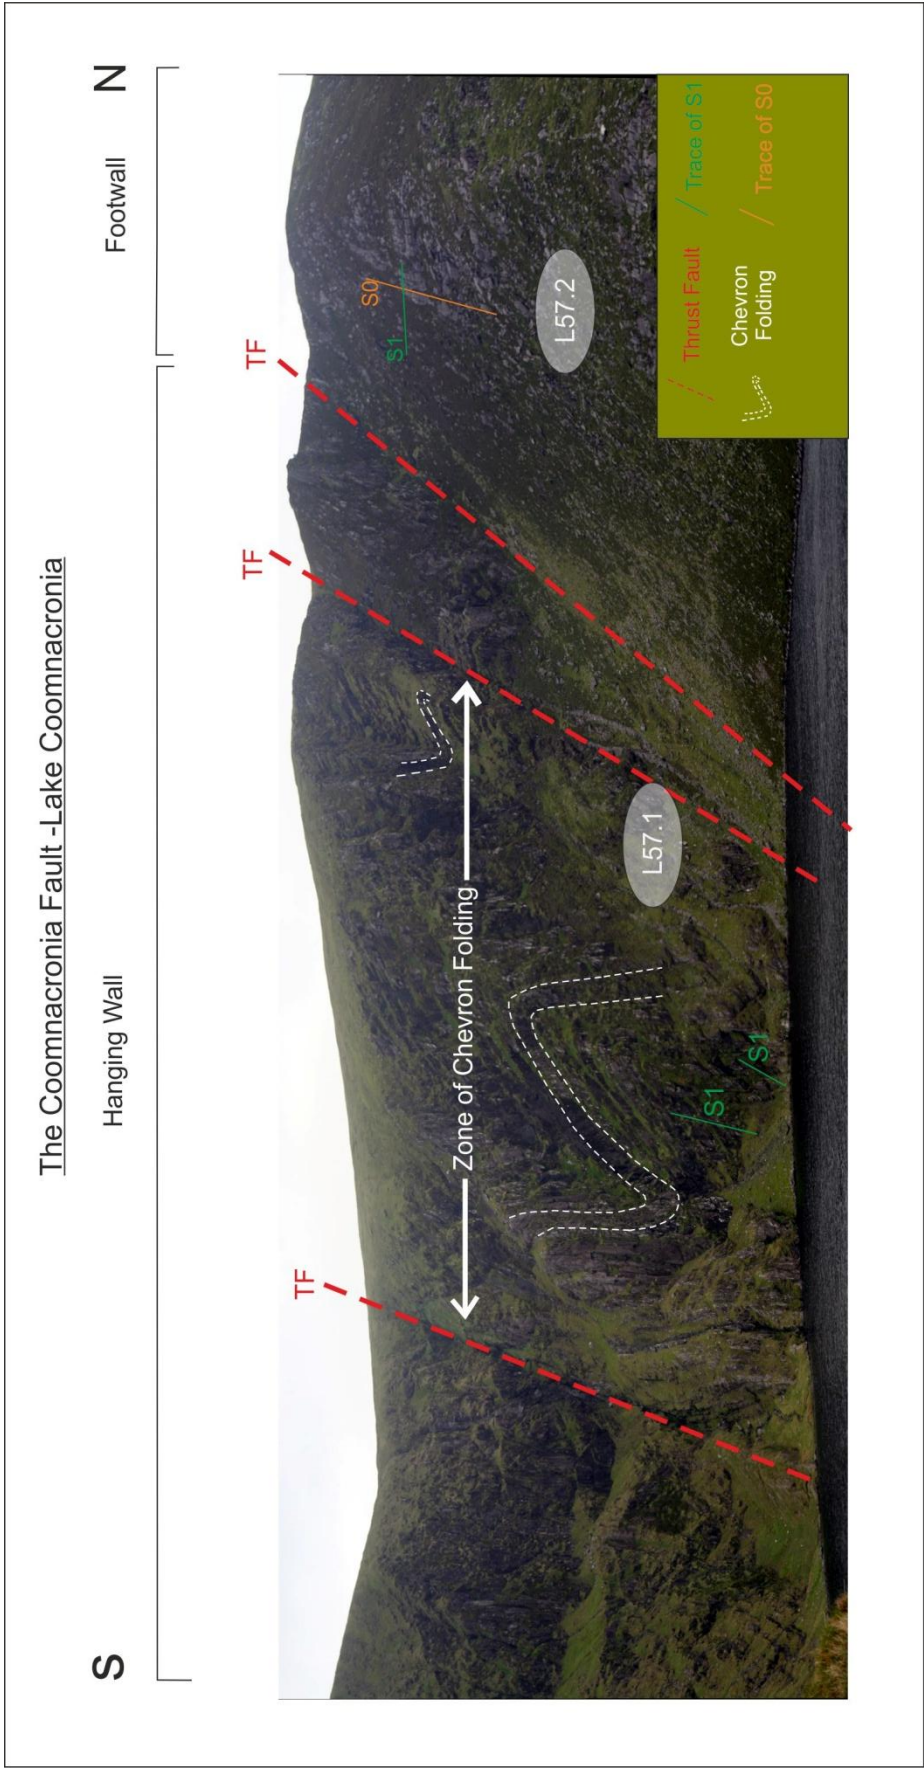 The Coomnacronia Fault -Lake Coomnacronia
S
Hanging Wall
Footwall
N
TF
TF
TF
Zone of Chevron Folding
S0
S1
S1
S1
L57.1
L57.2
Thrust Fault
Trace of S1
Chevron
Folding
Trace of S0